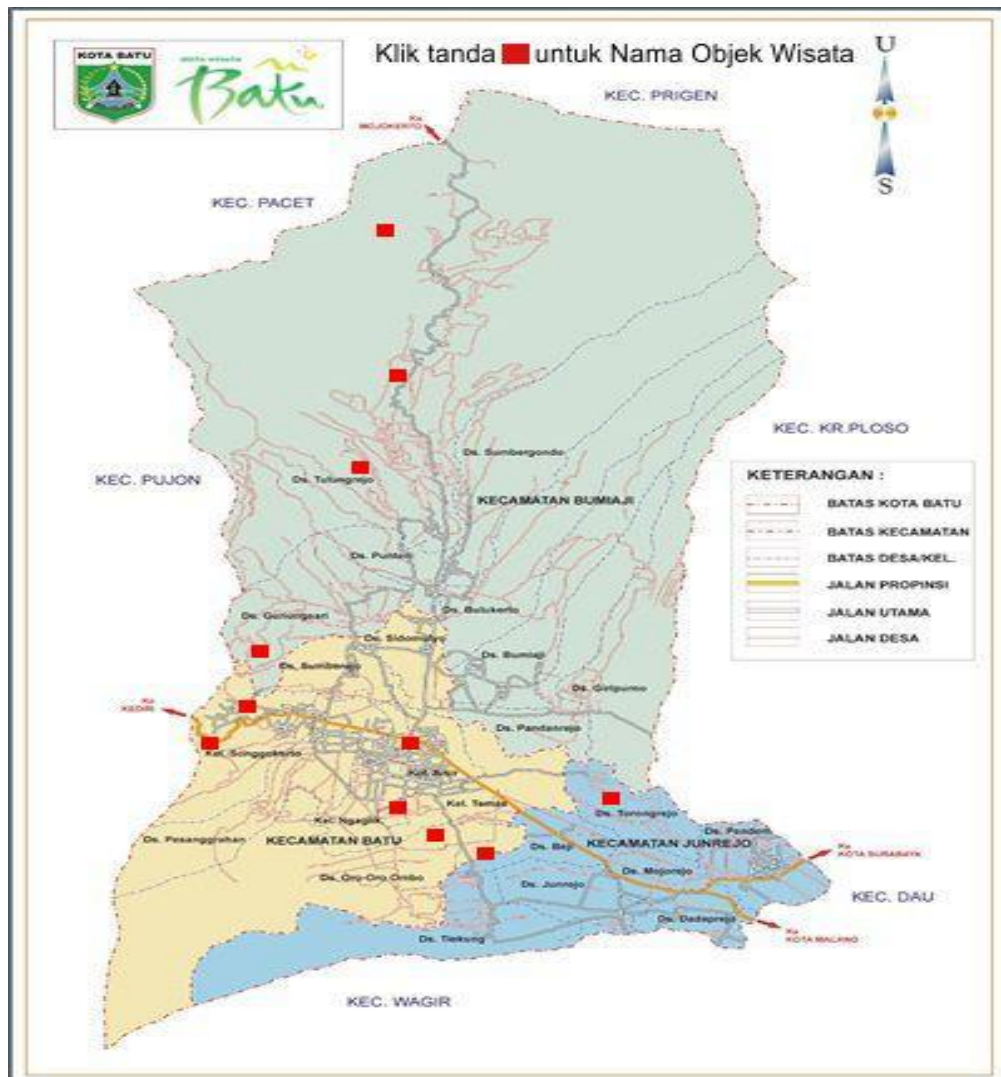 KOTA BATU
Batu
Klik tanda untuk Nama Objek Wisata
U
S
KEC. PRIGEN
Ke
MOJOKERTO
KEC. PACET
KEC. KR.PLOSO
KEC. PUJON
Ds. Sumbergondo
Ds. Tulungrejo
KECAMATAN BUMIAJI
KETERANGAN :
BATAS KOTA BATU
BATAS KECAMATAN
BATAS DESA/KEL.
JALAN PROPINSI
JALAN UTAMA
JALAN DESA
Ds. Punten
Ds. Bulukerto
Ds. Gunungsari
Ds. Sidomulyo
Ds. Bumiaji
Ds. Sumberejo
Ds. Giripurno
Ke
KEDIRI
Ds. Pandanrejo
Kel. Songgokerto
Kel. Sisir
Kel. Temas
Ds. Torongrejo
Kel. Ngaglik
Ds. Pesanggrahan
KECAMATAN BATU
Ds. Beji
KECAMATAN JUNREJO
Ds. Pendem
Ke
KOTA SURABAYA
Ds. Mojorejo
Ds. Oro-Oro Ombo
Ds. Junrejo
KEC. DAU
Ds. Dadaprejo
Ke
KOTA MALANG
Ds. Tlekung
KEC. WAGIR